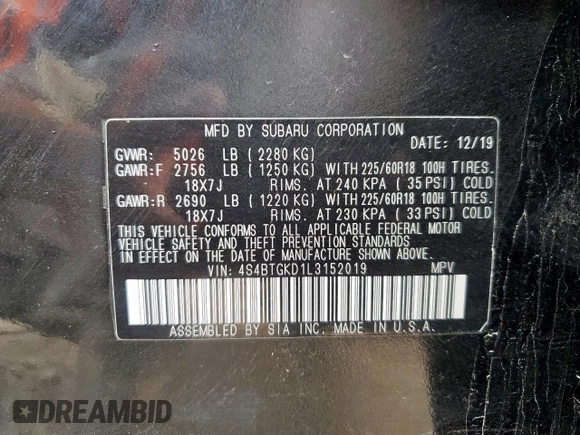 MFD BY SUBARU CORPORATION
DATE: 12/19
GVWR: 5026 LB ( 2280 KG)
GAWR:F 2756 LB ( 1250 KG) WITH 225/60R18 100H TIRES.
18X7J RIMS. AT 240 KPA ( 35 PSI) COLD
GAWR:R 2690 LB ( 1220 KG) WITH 225/60R18 100H TIRES.
18X7J RIMS. AT 230 KPA ( 33 PSI) COLD
THIS VEHICLE CONFORMS TO ALL APPLICABLE FEDERAL MOTOR
VEHICLE SAFETY AND THEFT PREVENTION STANDARDS
IN EFFECT ON THE DATE OF MANUFACTURE SHOWN ABOVE.
VIN: 4S4BTGKD1L3152019 MPV
ASSEMBLED BY SIA INC. MADE IN U.S.A.
DREAMBID